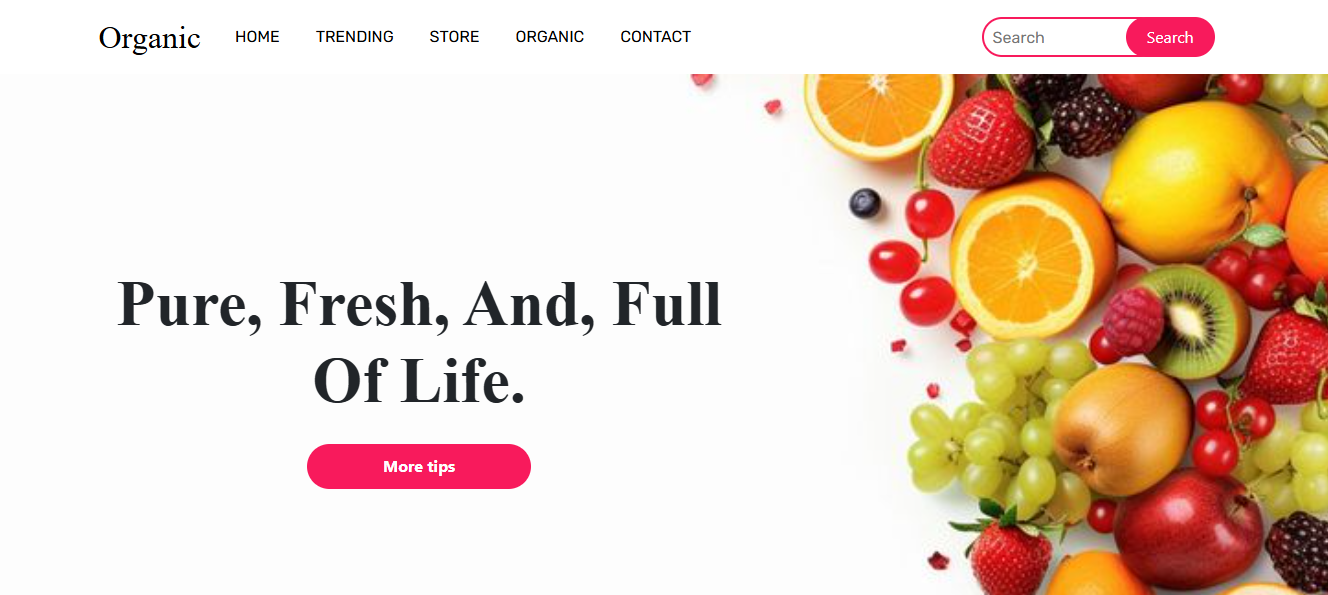 Organic HOME TRENDING STORE ORGANIC CONTACT Search Search
Pure, Fresh, And, Full
Of Life.
More tips